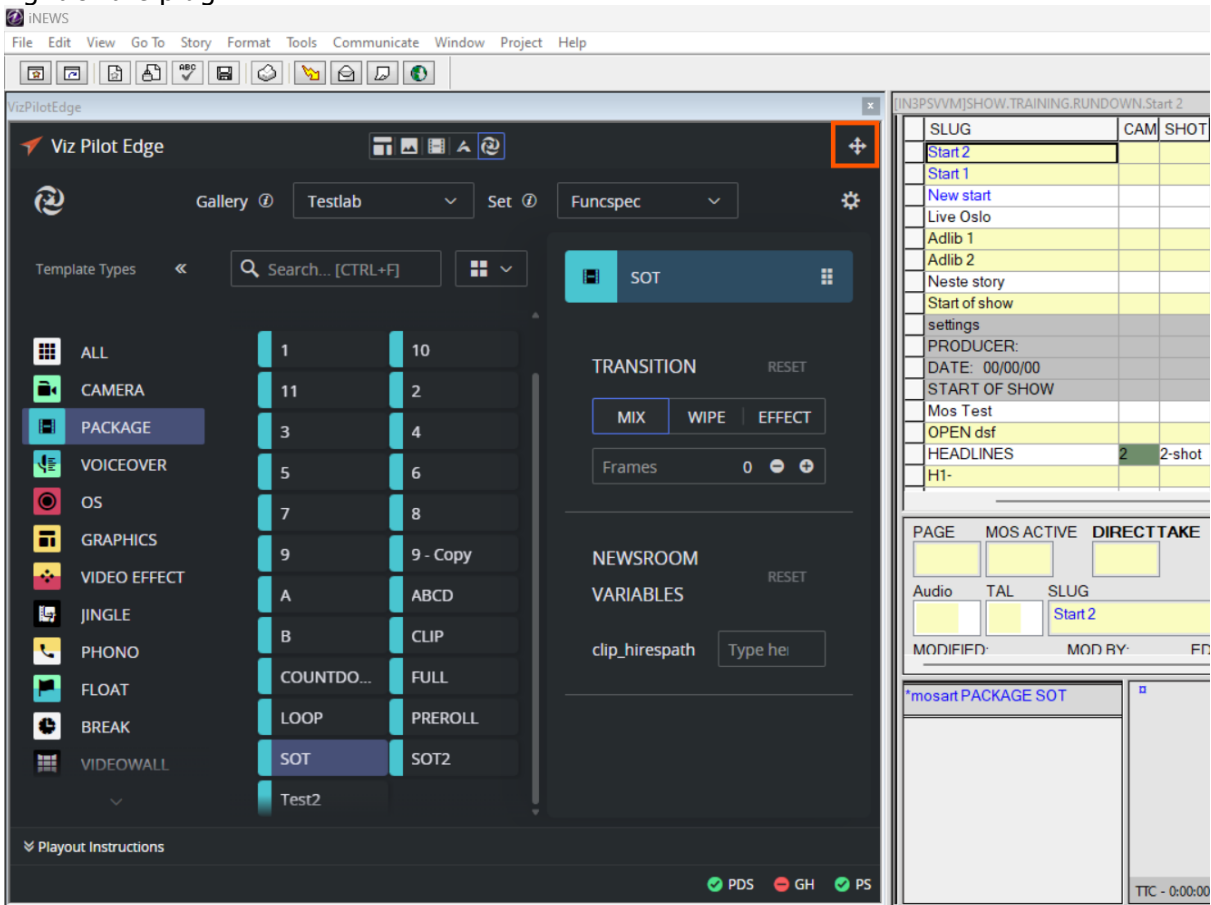 iNEWS
File Edit View Go To Story Format Tools Communicate Window Project Help
ABC
VizPilotEdge
Viz Pilot Edge
Gallery Testlab Set Funcspec
Template Types
Search... [CTRL+F]
ALL
CAMERA
PACKAGE
VOICEOVER
OS
GRAPHICS
VIDEO EFFECT
JINGLE
PHONO
FLOAT
BREAK
VIDEOWALL
1 10
11 2
3 4
5 6
7 8
9 9 - Copy
A ABCD
B CLIP
COUNTDO... FULL
LOOP PREROLL
SOT SOT2
Test2
SOT
TRANSITION RESET
MIX WIPE EFFECT
Frames 0
NEWSROOM VARIABLES RESET
clip_hirespath Type he
Playout Instructions
PDS GH PS
[IN3PSVVM]SHOW.TRAINING.RUNDOWN.Start 2
SLUG CAM SHOT
Start 2
Start 1
New start
Live Oslo
Adlib 1
Adlib 2
Neste story
Start of show
settings
PRODUCER:
DATE: 00/00/00
START OF SHOW
Mos Test
OPEN dsf
HEADLINES 2 2-shot
H1-
PAGE MOS ACTIVE DIRECTTAKE
Audio TAL SLUG
Start 2
MODIFIED: MOD BY: ED
*mosart PACKAGE SOT
TTC - 0:00:00